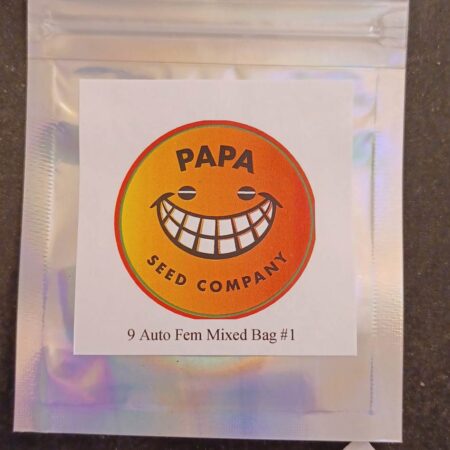 PAPA
SEED COMPANY
9 Auto Fem Mixed Bag #1